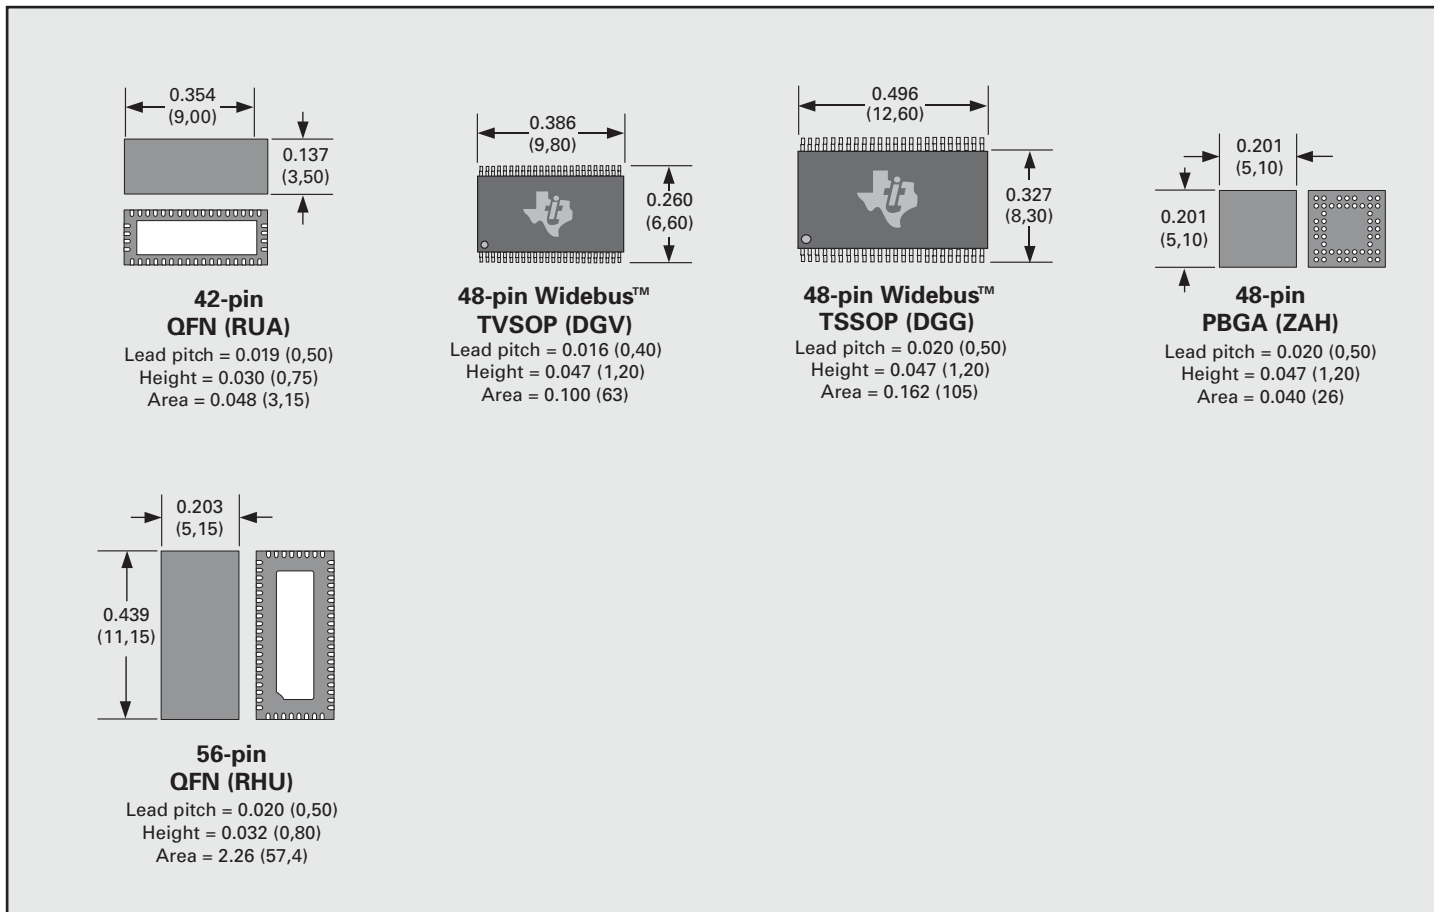 0.354
(9,00)
0.137
(3,50)
42-pin
QFN (RUA)
Lead pitch = 0.019 (0,50)
Height = 0.030 (0,75)
Area = 0.048 (3,15)
0.386
(9,80)
0.260
(6,60)
48-pin Widebus™
TVSOP (DGV)
Lead pitch = 0.016 (0,40)
Height = 0.047 (1,20)
Area = 0.100 (63)
0.496
(12,60)
0.327
(8,30)
48-pin Widebus™
TSSOP (DGG)
Lead pitch = 0.020 (0,50)
Height = 0.047 (1,20)
Area = 0.162 (105)
0.201
(5,10)
0.201
(5,10)
48-pin
PBGA (ZAH)
Lead pitch = 0.020 (0,50)
Height = 0.047 (1,20)
Area = 0.040 (26)
0.203
(5,15)
0.439
(11,15)
56-pin
QFN (RHU)
Lead pitch = 0.020 (0,50)
Height = 0.032 (0,80)
Area = 2.26 (57,4)